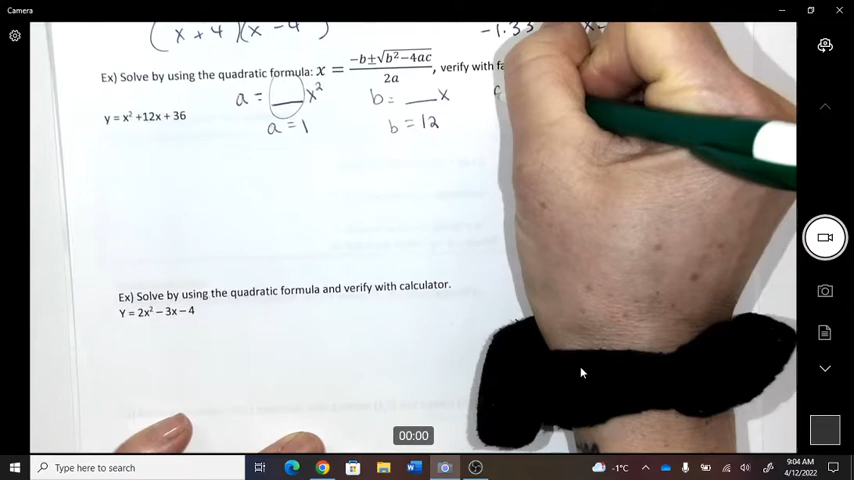 Camera
(x + 4)(x - 4)
-1.33
Ex) Solve by using the quadratic formula: x = −b±√b² −4ac / 2a, verify with fa
a = ___x²
b = ___x
y = x² +12x + 36
a = 1
b = 12
Ex) Solve by using the quadratic formula and verify with calculator.
Y = 2x² – 3x – 4
00:00
Type here to search
-1°C
9:04 AM
4/12/2022